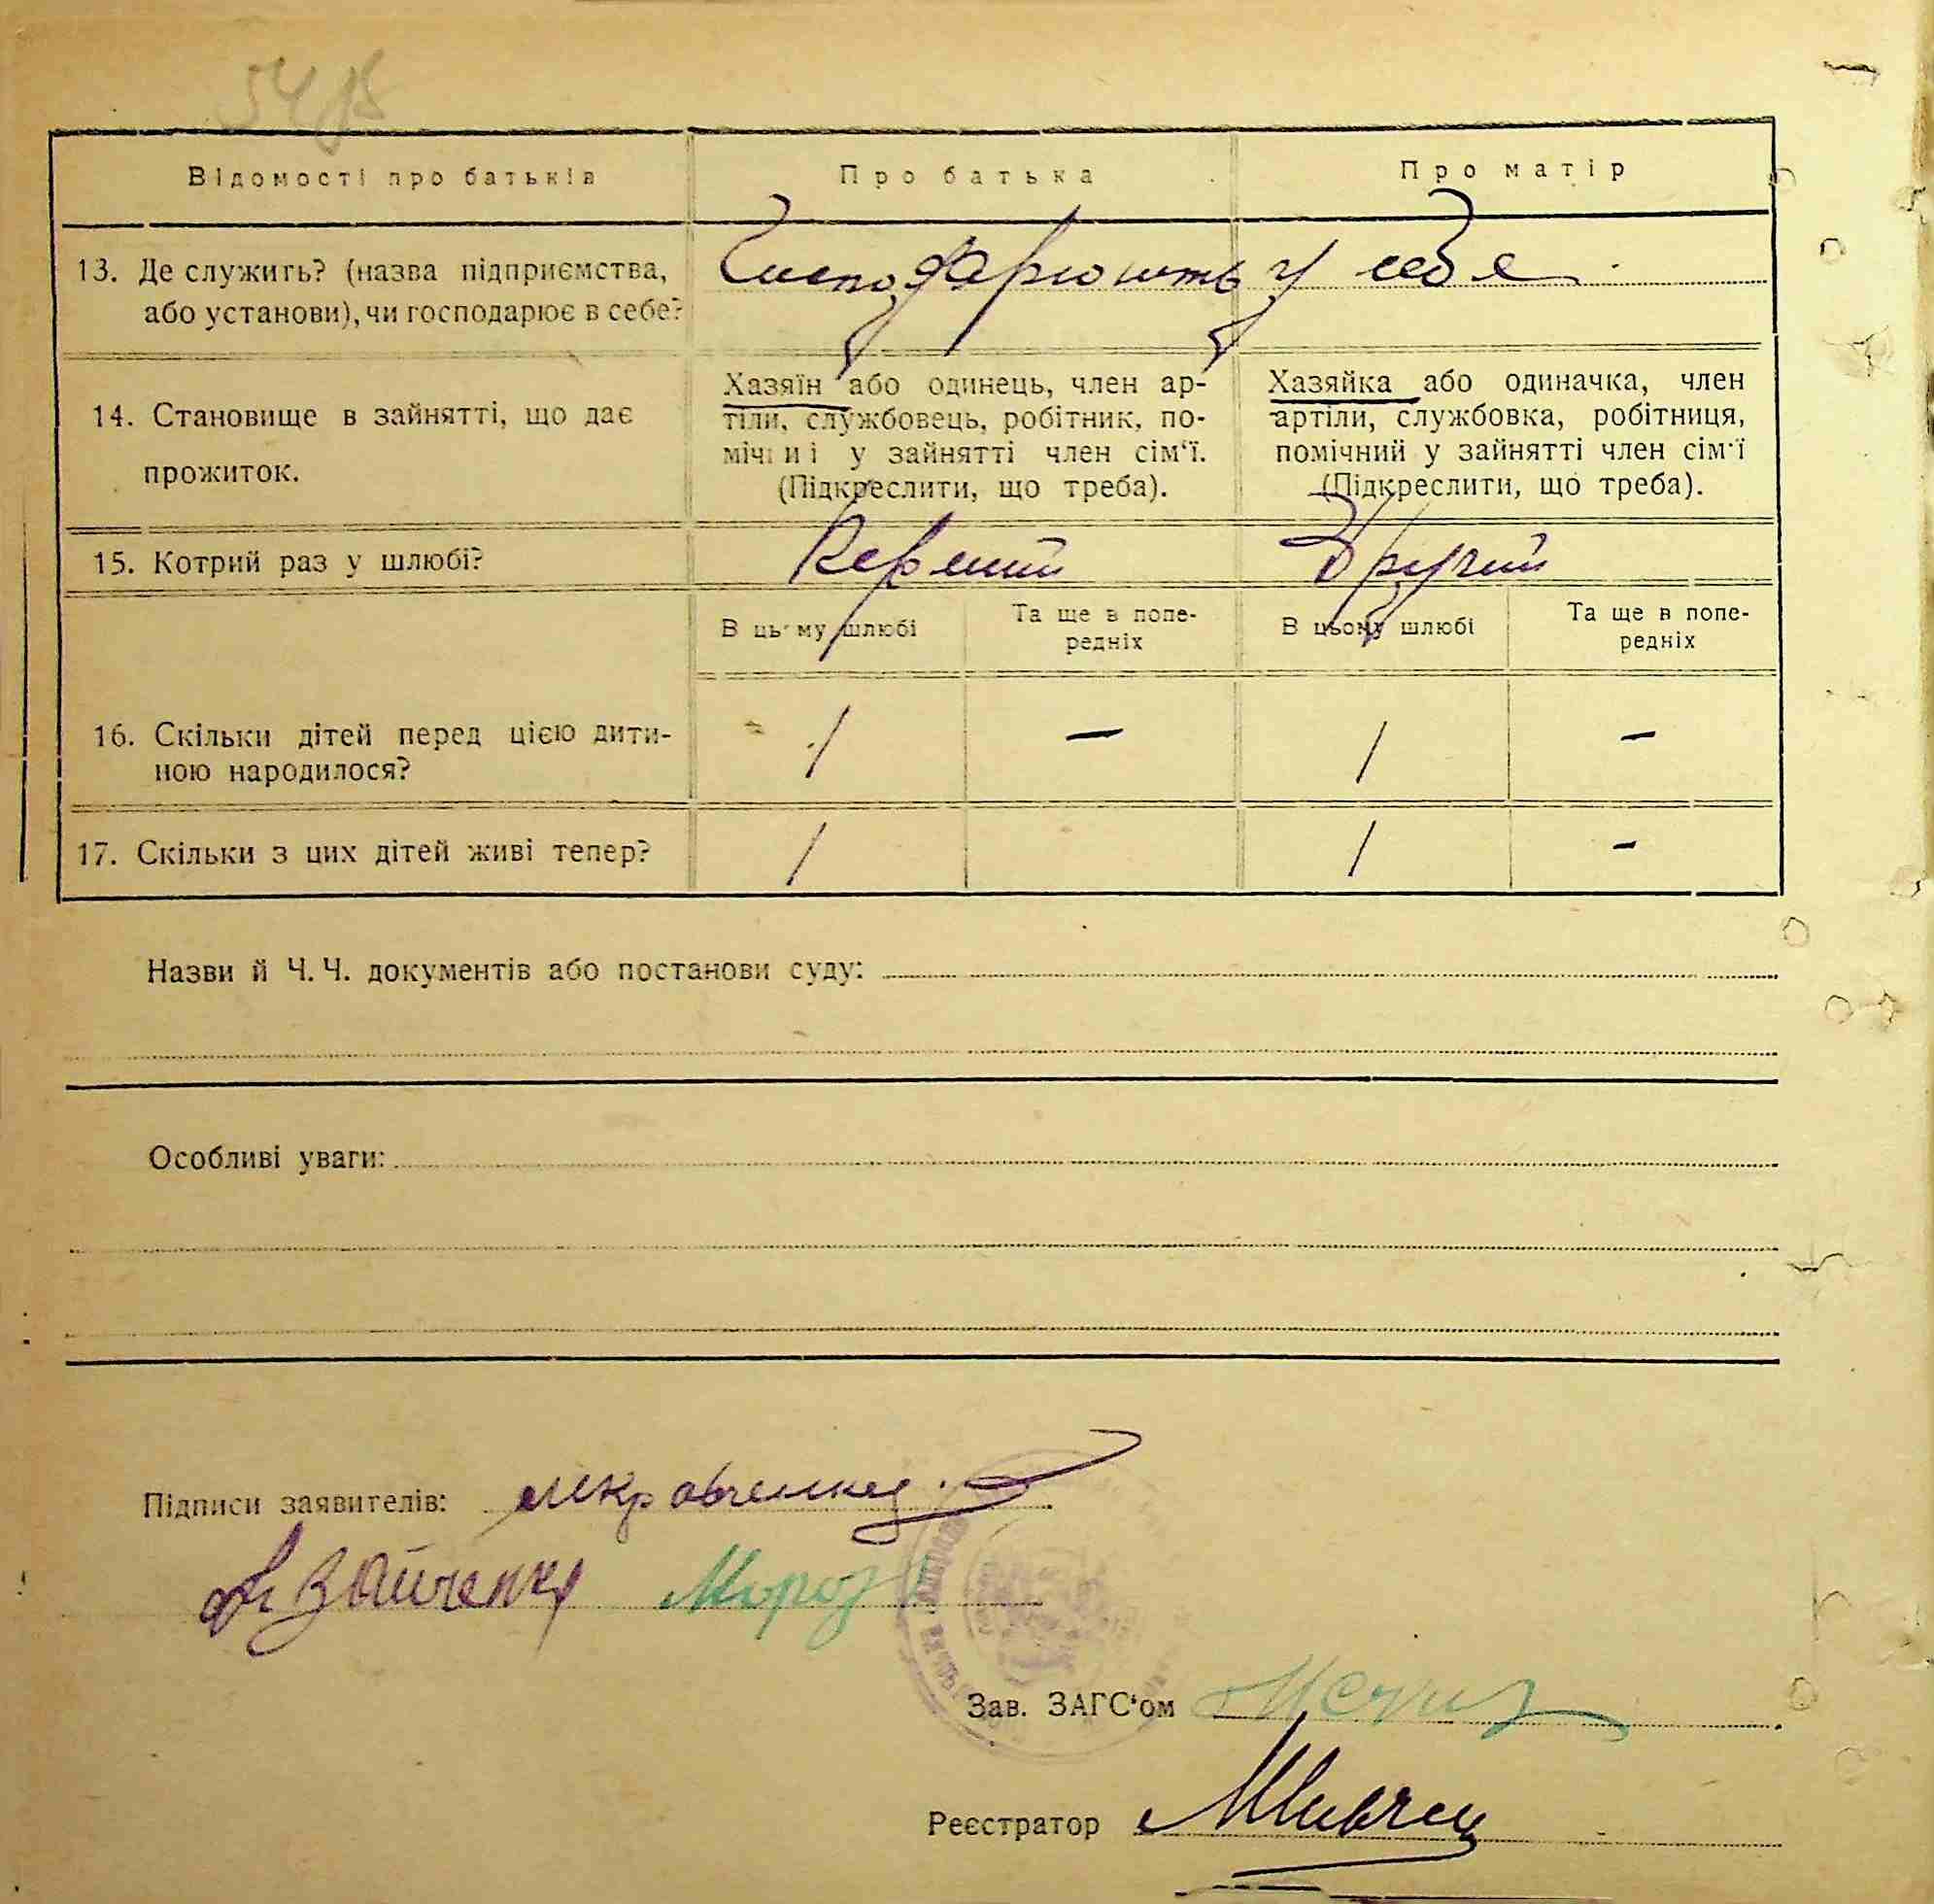 54
Відомості про батьків
Про батька
Про матір
13. Де служить? (назва підприємства,
або установи), чи господарює в себе?
Господарюють у себе
14. Становище в зайнятті, що дає
прожиток.
Хазяїн або одинець, член ар-
тіли, службовець, робітник, по-
мічний у зайнятті член сім'ї.
(Підкреслити, що треба).
Хазяйка або одиначка, член
артіли, службовка, робітниця,
помічний у зайнятті член сім'ї
(Підкреслити, що треба).
15. Котрий раз у шлюбі?
Перший
Другий
В цьому шлюбі
Та ще в попе-
редніх
В цьому шлюбі
Та ще в попе-
редніх
16. Скільки дітей перед цією дити-
ною народилося?
1
—
1
—
17. Скільки з цих дітей живі тепер?
1
1
-
Назви й Ч. Ч. документів або постанови суду:
Особливі уваги:
Підписи заявителів:
Зайченко Мороз
Зав. ЗАГС'ом
Реєстратор